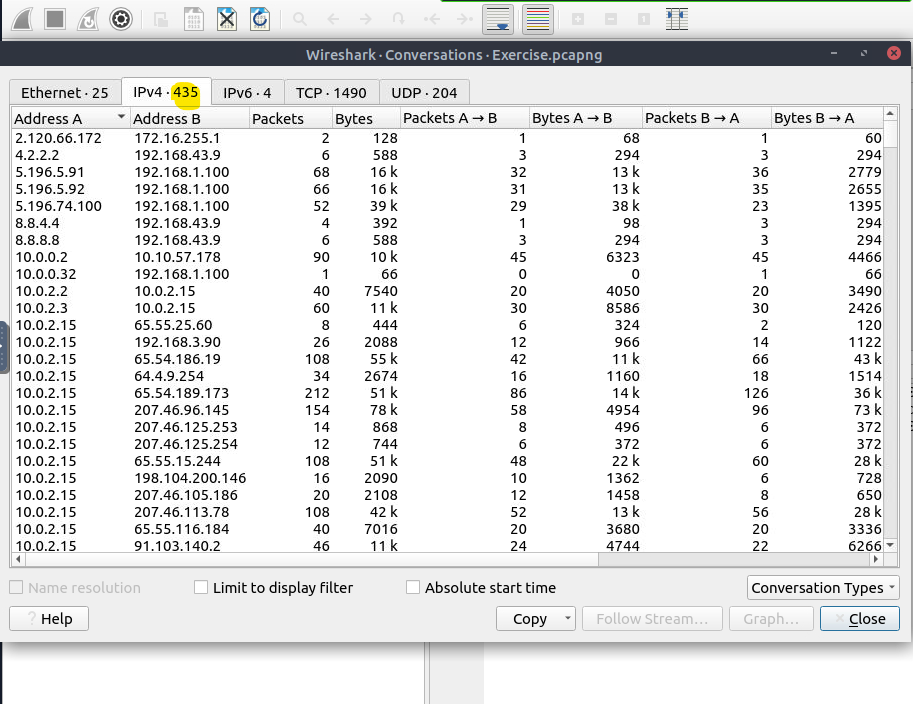 Wireshark · Conversations · Exercise.pcapng
Ethernet · 25 IPv4 · 435 IPv6 · 4 TCP · 1490 UDP · 204
Address A Address B Packets Bytes Packets A → B Bytes A → B Packets B → A Bytes B → A
2.120.66.172 172.16.255.1 2 128 1 68 1 60
4.2.2.2 192.168.43.9 6 588 3 294 3 294
5.196.5.91 192.168.1.100 68 16 k 32 13 k 36 2779
5.196.5.92 192.168.1.100 66 16 k 31 13 k 35 2655
5.196.74.100 192.168.1.100 52 39 k 29 38 k 23 1395
8.8.4.4 192.168.43.9 4 392 1 98 3 294
8.8.8.8 192.168.43.9 6 588 3 294 3 294
10.0.0.2 10.10.57.178 90 10 k 45 6323 45 4466
10.0.0.32 192.168.1.100 1 66 0 0 1 66
10.0.2.2 10.0.2.15 40 7540 20 4050 20 3490
10.0.2.3 10.0.2.15 60 11 k 30 8586 30 2426
10.0.2.15 65.55.25.60 8 444 6 324 2 120
10.0.2.15 192.168.3.90 26 2088 12 966 14 1122
10.0.2.15 65.54.186.19 108 55 k 42 11 k 66 43 k
10.0.2.15 64.4.9.254 34 2674 16 1160 18 1514
10.0.2.15 65.54.189.173 212 51 k 86 14 k 126 36 k
10.0.2.15 207.46.96.145 154 78 k 58 4954 96 73 k
10.0.2.15 207.46.125.253 14 868 8 496 6 372
10.0.2.15 207.46.125.254 12 744 6 372 6 372
10.0.2.15 65.55.15.244 108 51 k 48 22 k 60 28 k
10.0.2.15 198.104.200.146 16 2090 10 1362 6 728
10.0.2.15 207.46.105.186 20 2108 12 1458 8 650
10.0.2.15 207.46.113.78 108 42 k 52 13 k 56 28 k
10.0.2.15 65.55.116.184 40 7016 20 3680 20 3336
10.0.2.15 91.103.140.2 46 11 k 24 4744 22 6266
Name resolution Limit to display filter Absolute start time Conversation Types
Help Copy Follow Stream... Graph... Close